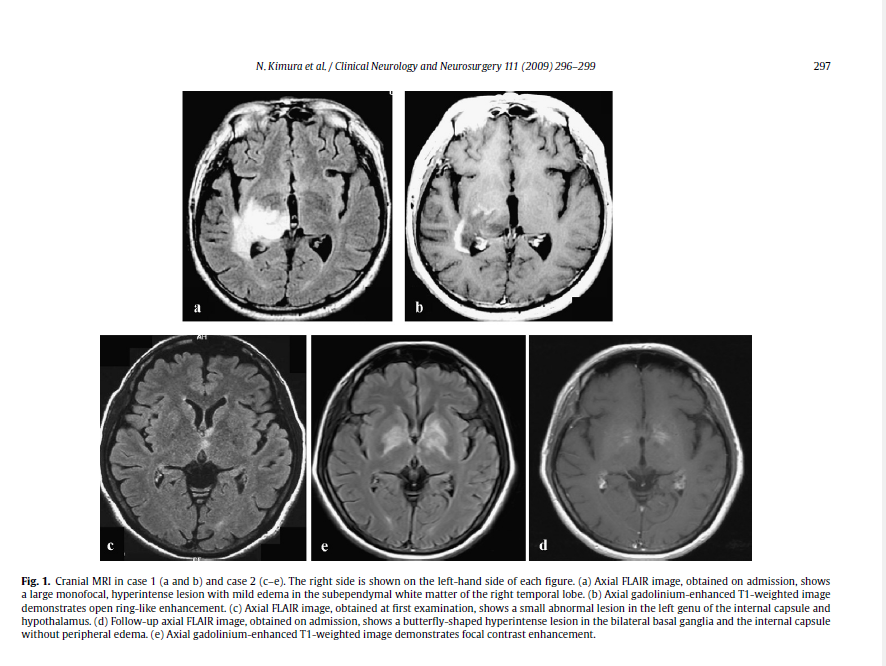 N. Kimura et al. / Clinical Neurology and Neurosurgery 111 (2009) 296–299
297
a
b
AH
c
e
d
Fig. 1. Cranial MRI in case 1 (a and b) and case 2 (c–e). The right side is shown on the left-hand side of each figure. (a) Axial FLAIR image, obtained on admission, shows
a large monofocal, hyperintense lesion with mild edema in the subependymal white matter of the right temporal lobe. (b) Axial gadolinium-enhanced T1-weighted image
demonstrates open ring-like enhancement. (c) Axial FLAIR image, obtained at first examination, shows a small abnormal lesion in the left genu of the internal capsule and
hypothalamus. (d) Follow-up axial FLAIR image, obtained on admission, shows a butterfly-shaped hyperintense lesion in the bilateral basal ganglia and the internal capsule
without peripheral edema. (e) Axial gadolinium-enhanced T1-weighted image demonstrates focal contrast enhancement.